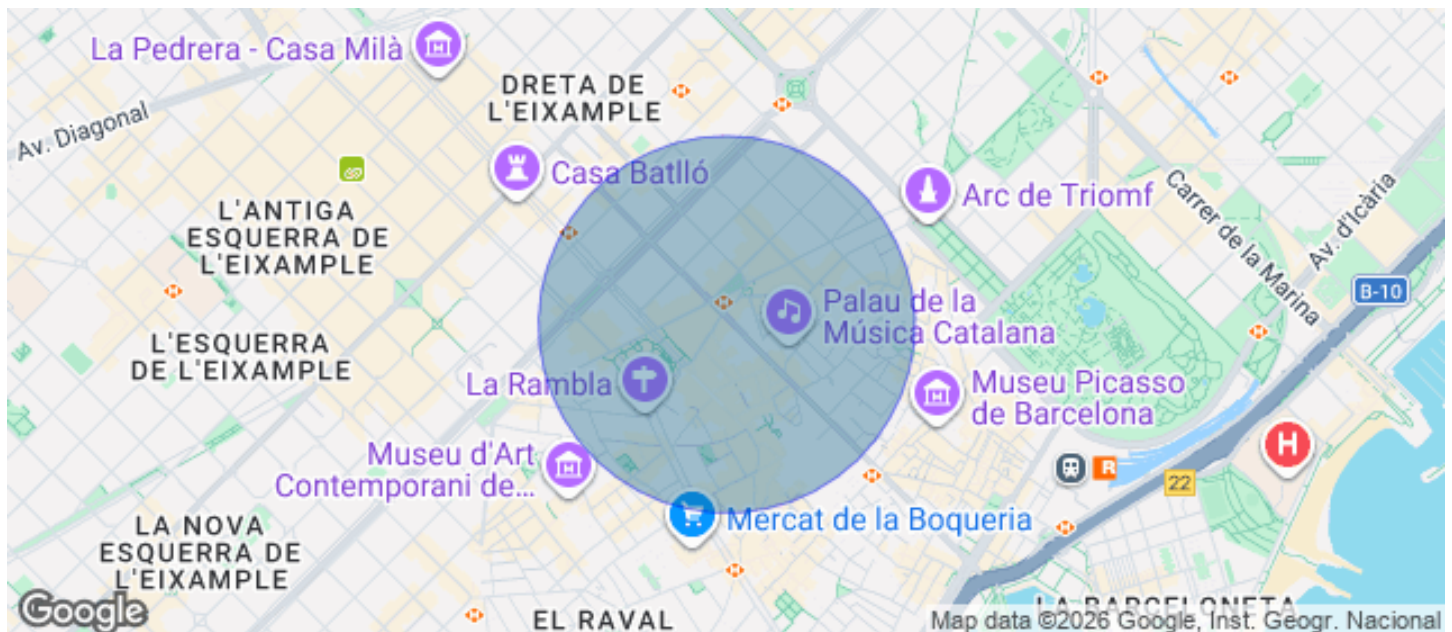 La Pedrera - Casa Milà
DRETA DE
L'EIXAMPLE
Av. Diagonal
Casa Batlló
Arc de Triomf
Carrer de la Marina
Av. d'Icària
L'ANTIGA
ESQUERRA DE
L'EIXAMPLE
B-10
Palau de la
Música Catalana
L'ESQUERRA
DE L'EIXAMPLE
La Rambla
Museu Picasso
de Barcelona
H
Museu d'Art
Contemporani de...
R
22
Mercat de la Boqueria
LA NOVA
ESQUERRA DE
L'EIXAMPLE
LA BARCELONETA
EL RAVAL
Google
Map data ©2026 Google, Inst. Geogr. Nacional